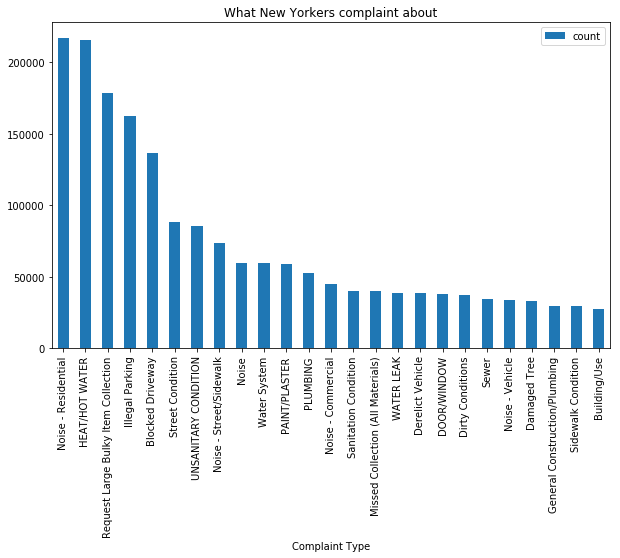 What New Yorkers complaint about
count
200000
150000
100000
50000
0
Noise - Residential
HEAT/HOT WATER
Request Large Bulky Item Collection
Illegal Parking
Blocked Driveway
Street Condition
UNSANITARY CONDITION
Noise - Street/Sidewalk
Noise
Water System
PAINT/PLASTER
PLUMBING
Noise - Commercial
Sanitation Condition
Missed Collection (All Materials)
WATER LEAK
Derelict Vehicle
DOOR/WINDOW
Dirty Conditions
Sewer
Noise - Vehicle
Damaged Tree
General Construction/Plumbing
Sidewalk Condition
Building/Use
Complaint Type